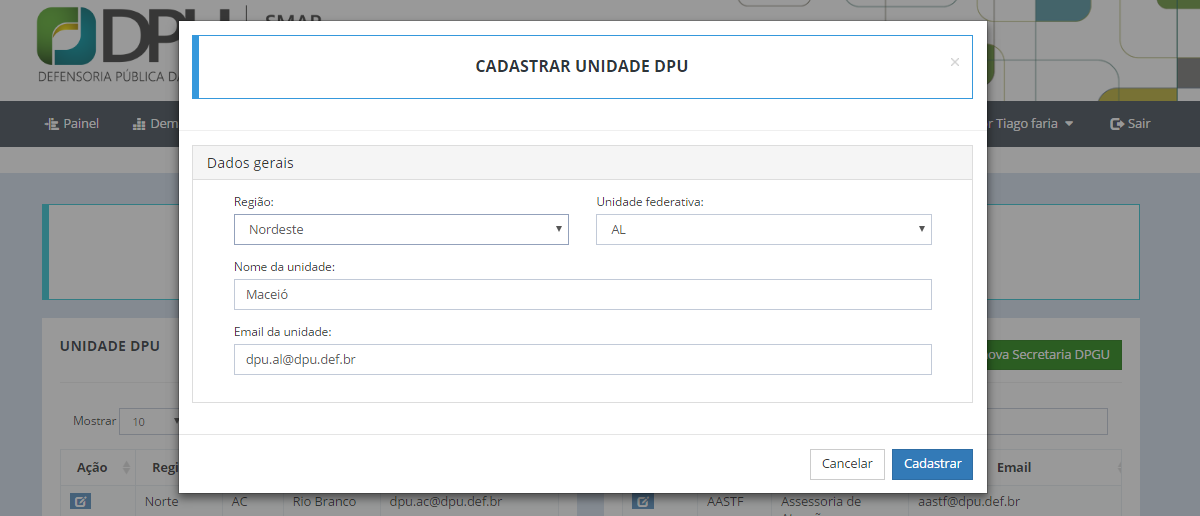 DPU
SMAP
DEFENSORIA PÚBLICA DA
CADASTRAR UNIDADE DPU
×
Painel
Dem
r Tiago faria
Sair
Dados gerais
Região:
Unidade federativa:
Nordeste
AL
Nome da unidade:
Maceió
Email da unidade:
dpu.al@dpu.def.br
UNIDADE DPU
ova Secretaria DPGU
Mostrar 10
Cancelar
Cadastrar
Ação
Regi
Email
Norte
AC
Rio Branco
dpu.ac@dpu.def.br
AASTF
Assessoria de
aastf@dpu.def.br